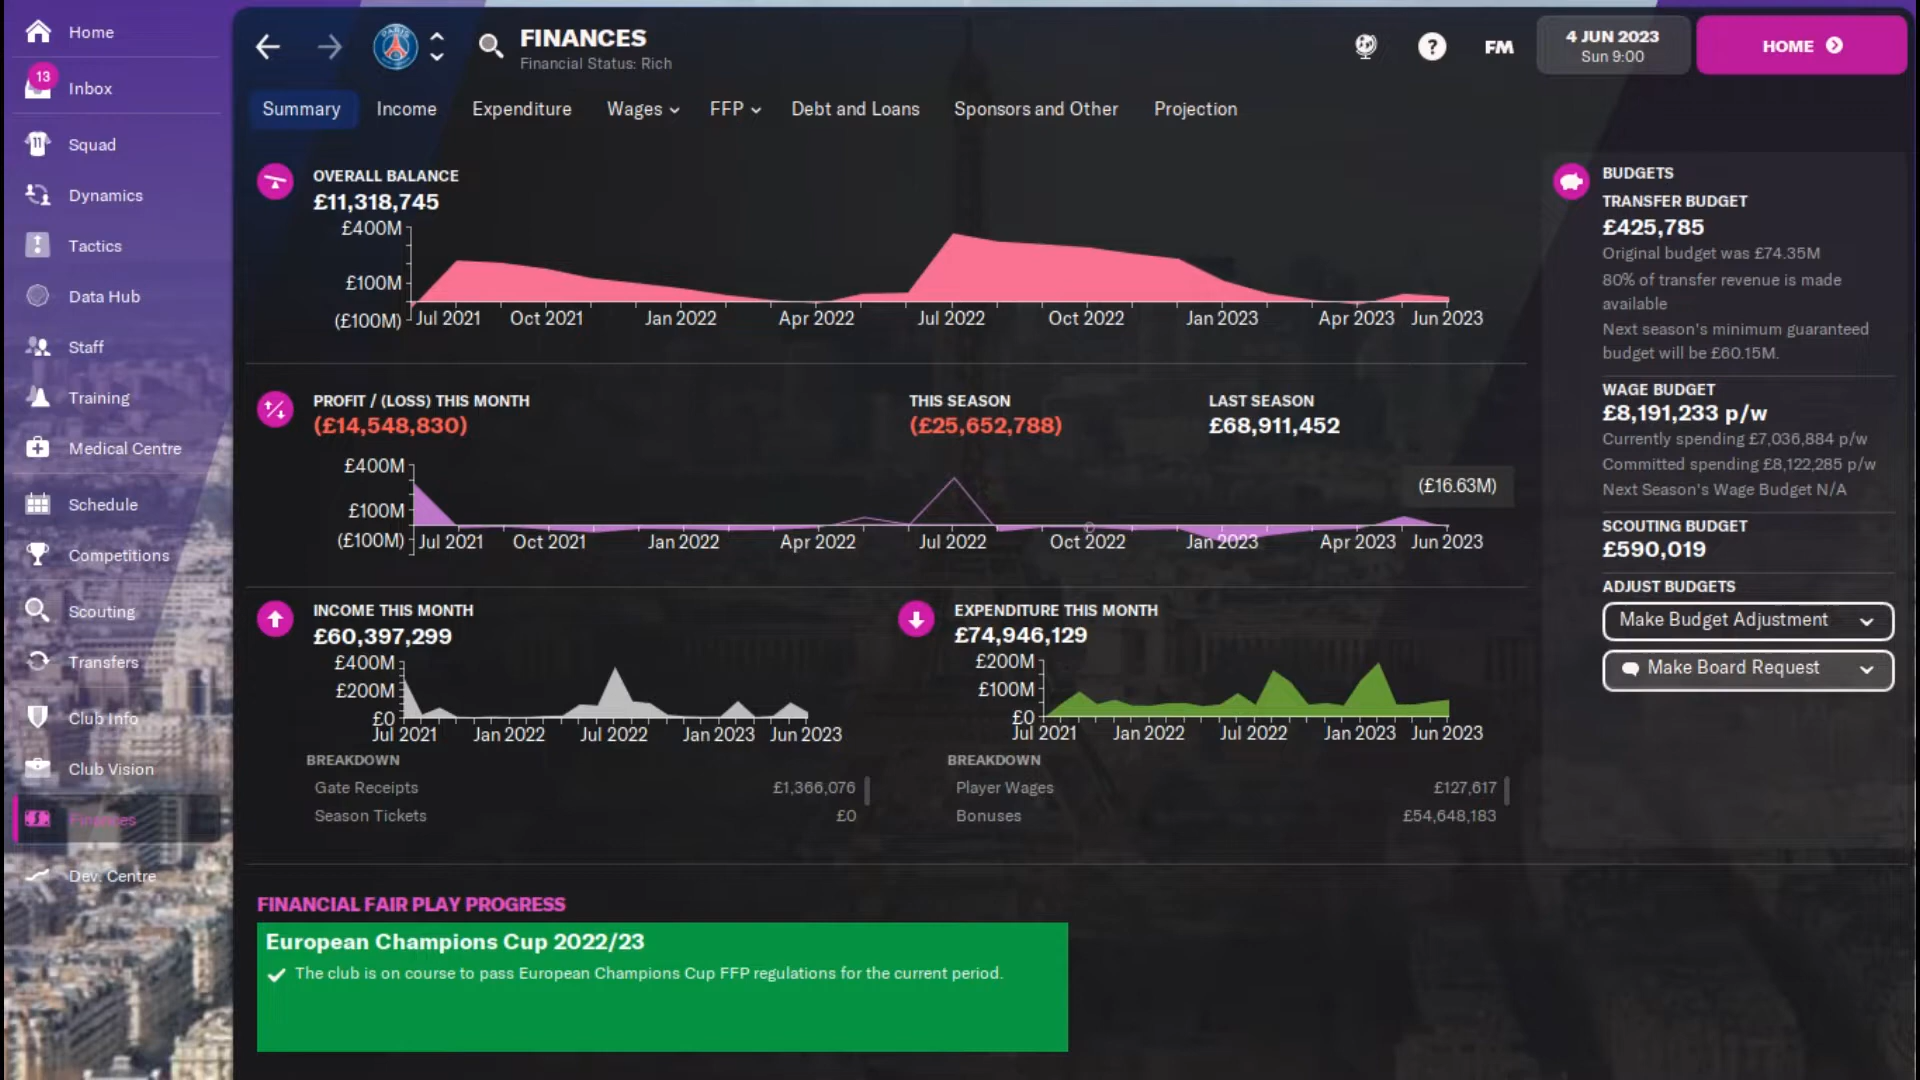 Home
13
Inbox
Squad
Dynamics
Tactics
Data Hub
Staff
Training
Medical Centre
Schedule
Competitions
Scouting
Transfers
Club Info
Club Vision
Finances
Dev. Centre
PARIS
FINANCES
Financial Status: Rich
?
FM
4 JUN 2023
Sun 9:00
HOME
Summary
Income
Expenditure
Wages
FFP
Debt and Loans
Sponsors and Other
Projection
OVERALL BALANCE
£11,318,745
£400M
£100M
(£100M)
Jul 2021 Oct 2021 Jan 2022 Apr 2022 Jul 2022 Oct 2022 Jan 2023 Apr 2023 Jun 2023
PROFIT / (LOSS) THIS MONTH
(£14,548,830)
THIS SEASON
(£25,652,788)
LAST SEASON
£68,911,452
£400M
£100M
(£100M)
(£16.63M)
Jul 2021 Oct 2021 Jan 2022 Apr 2022 Jul 2022 Oct 2022 Jan 2023 Apr 2023 Jun 2023
INCOME THIS MONTH
£60,397,299
£400M
£200M
£0
Jul 2021 Jan 2022 Jul 2022 Jan 2023 Jun 2023
BREAKDOWN
Gate Receipts £1,366,076
Season Tickets £0
EXPENDITURE THIS MONTH
£74,946,129
£200M
£100M
£0
Jul 2021 Jan 2022 Jul 2022 Jan 2023 Jun 2023
BREAKDOWN
Player Wages £127,617
Bonuses £54,648,183
BUDGETS
TRANSFER BUDGET
£425,785
Original budget was £74.35M
80% of transfer revenue is made
available
Next season's minimum guaranteed
budget will be £60.15M.
WAGE BUDGET
£8,191,233 p/w
Currently spending £7,036,884 p/w
Committed spending £8,122,285 p/w
Next Season's Wage Budget N/A
SCOUTING BUDGET
£590,019
ADJUST BUDGETS
Make Budget Adjustment
Make Board Request
FINANCIAL FAIR PLAY PROGRESS
European Champions Cup 2022/23
The club is on course to pass European Champions Cup FFP regulations for the current period.